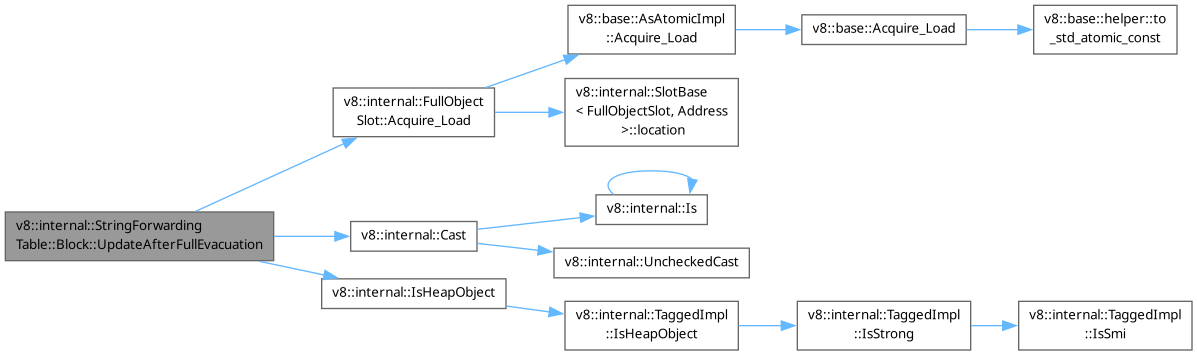 v8::internal::StringForwarding
Table::Block::UpdateAfterFullEvacuation
v8::internal::FullObject
Slot::Acquire_Load
v8::base::AsAtomicImpl
::Acquire_Load
v8::base::Acquire_Load
v8::base::helper::to
_std_atomic_const
v8::internal::SlotBase
< FullObjectSlot, Address
>::location
v8::internal::Cast
v8::internal::Is
v8::internal::UncheckedCast
v8::internal::IsHeapObject
v8::internal::TaggedImpl
::IsHeapObject
v8::internal::TaggedImpl
::IsStrong
v8::internal::TaggedImpl
::IsSmi